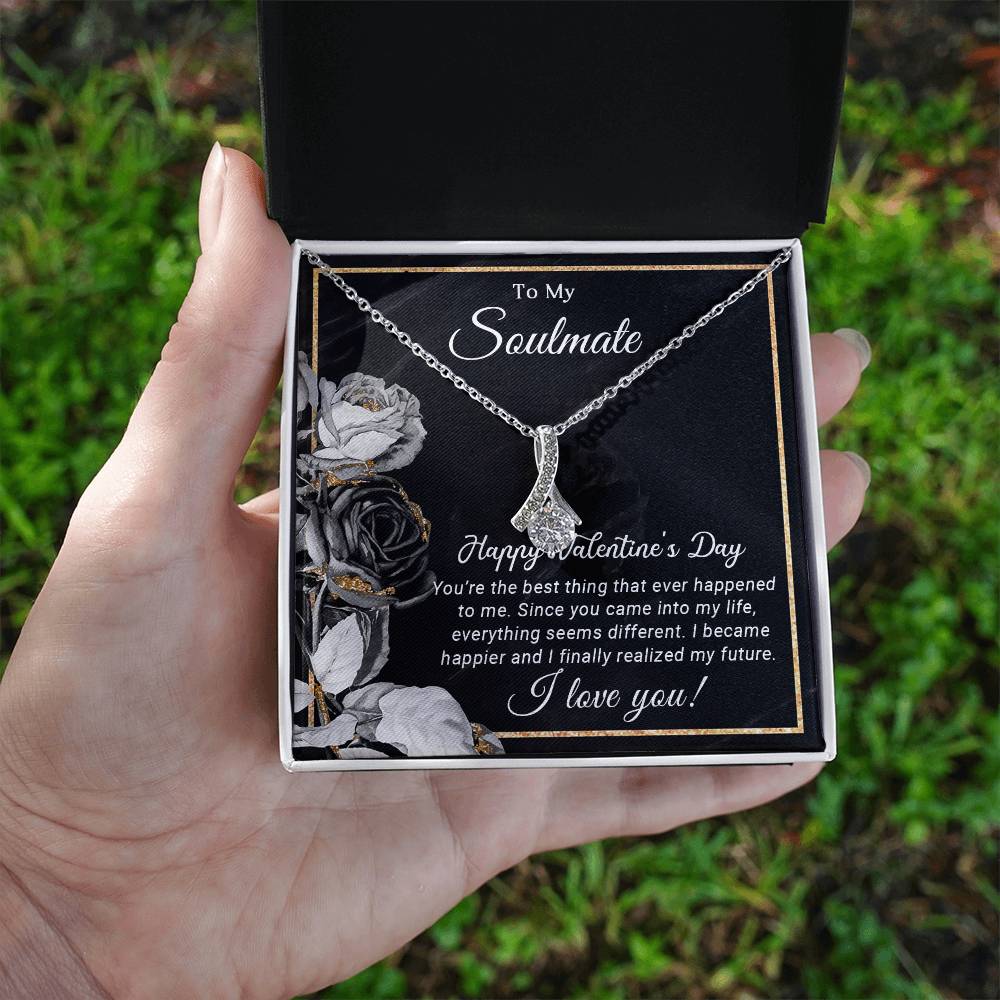 To My
Soulmate
Happy Valentine's Day
You're the best thing that ever happened
to me. Since you came into my life,
everything seems different. I became
happier and I finally realized my future.
I love you!